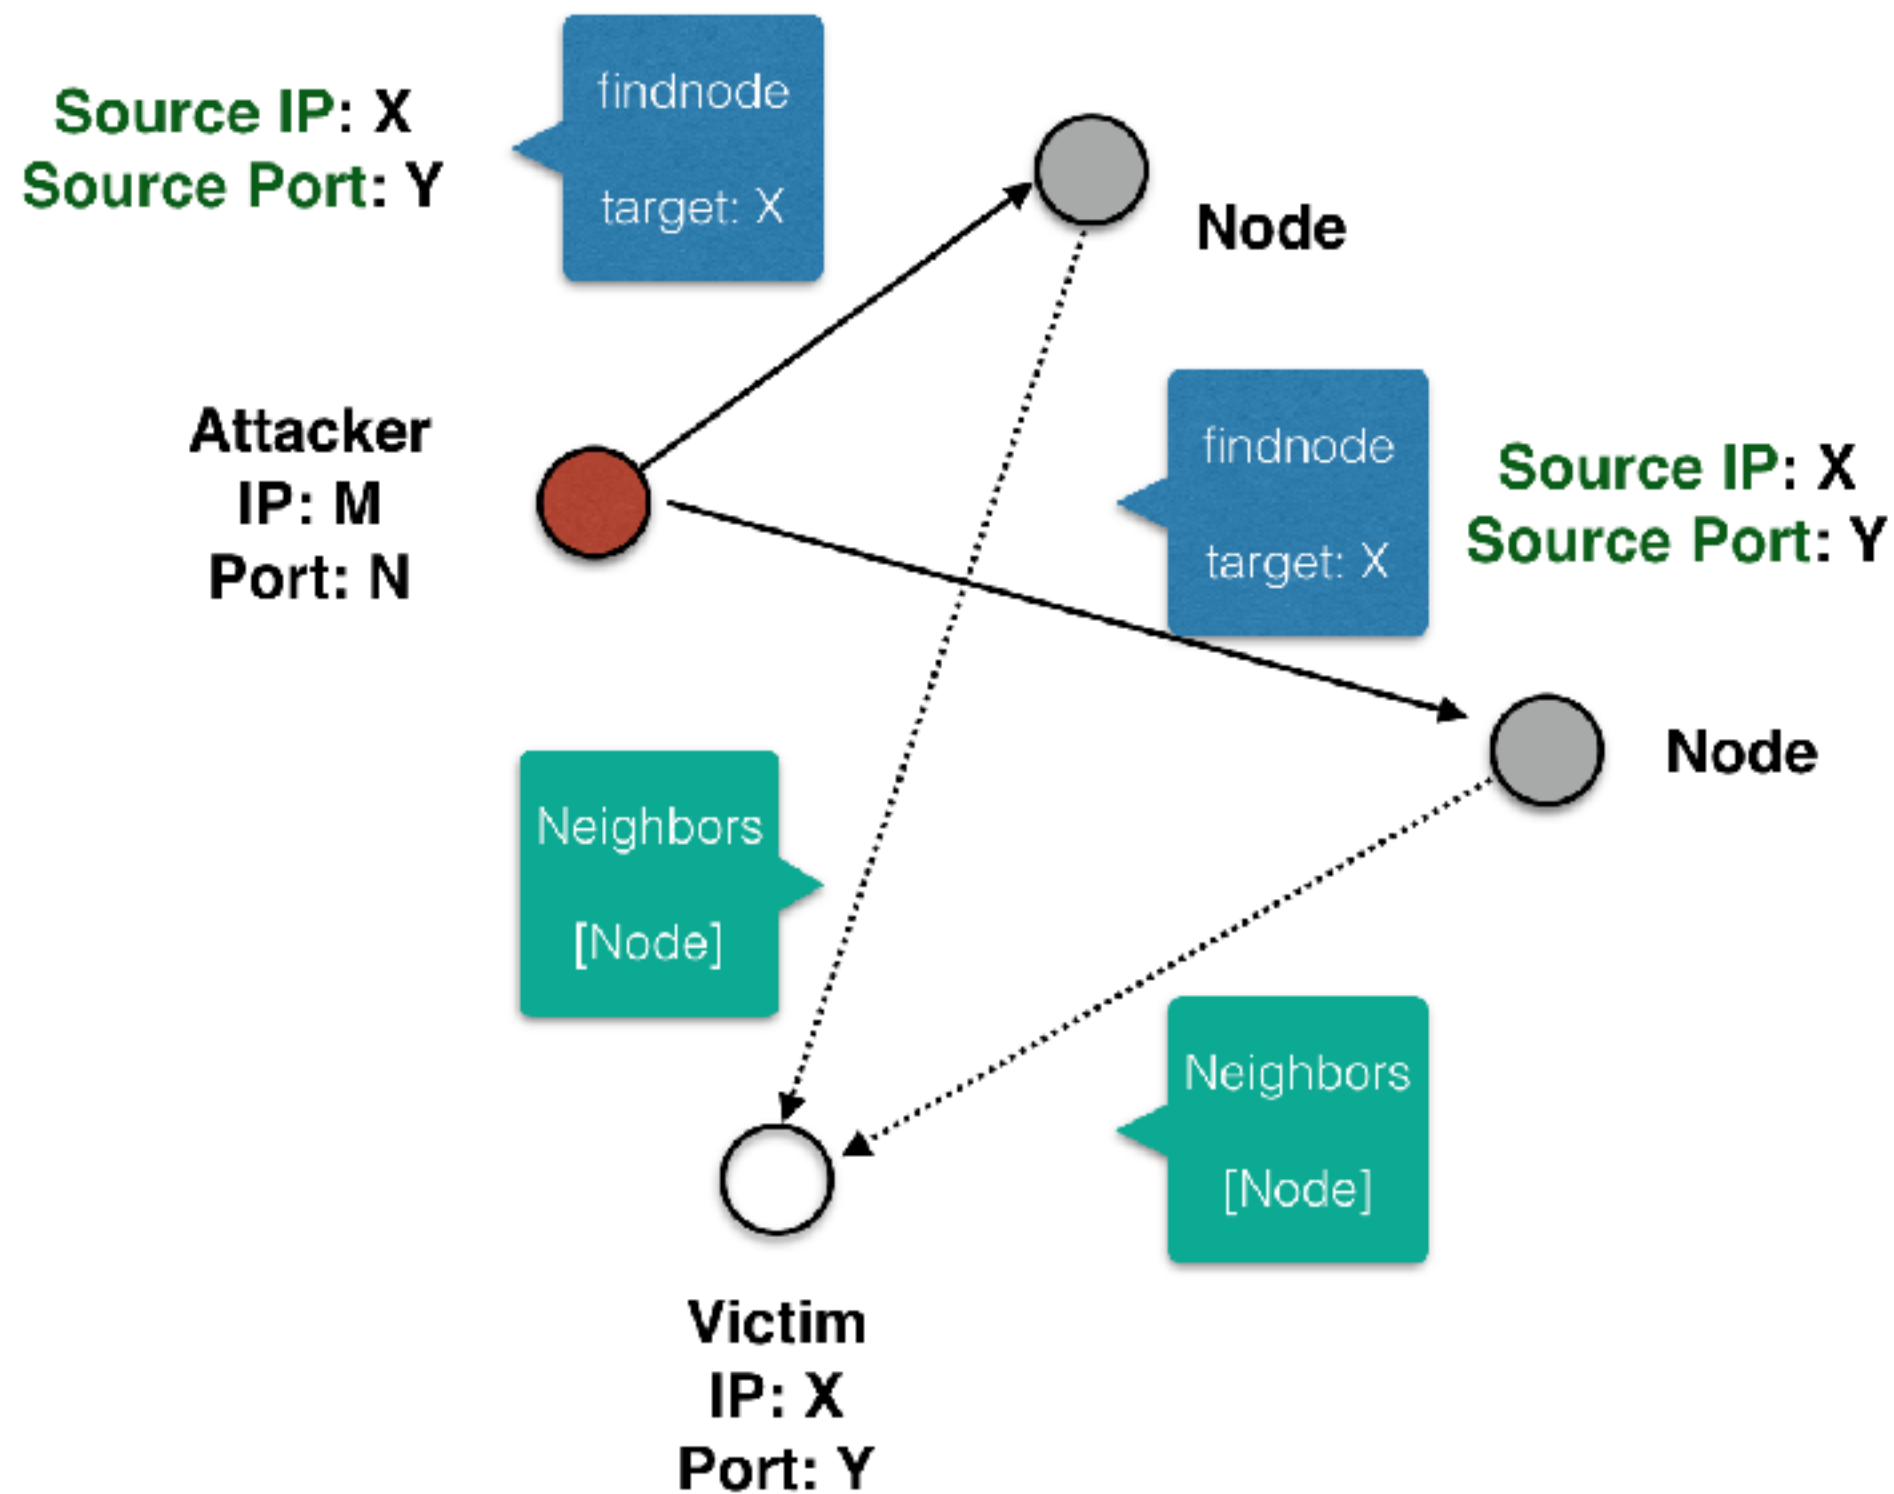 Source IP: X
Source Port: Y
findnode
target: X
Node
Attacker
IP: M
Port: N
findnode
target: X
Source IP: X
Source Port: Y
Node
Neighbors
[Node]
Neighbors
[Node]
Victim
IP: X
Port: Y